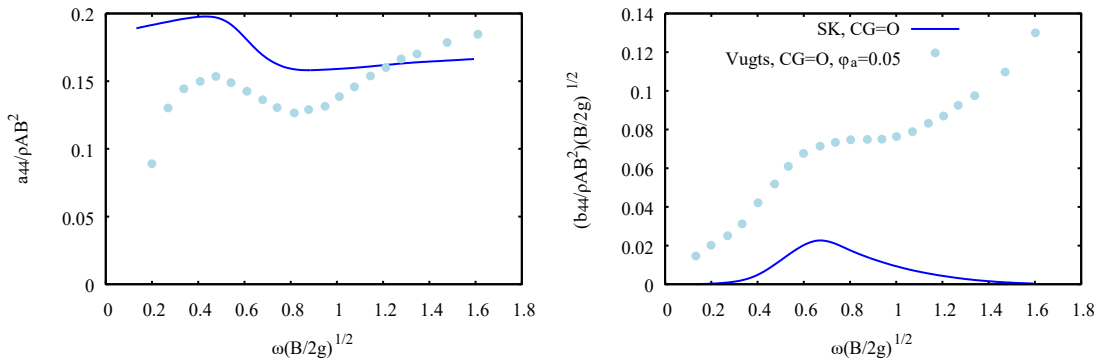 0.2
0.15
0.1
0.05
0
a44/ρAB^2
0 0.2 0.4 0.6 0.8 1 1.2 1.4 1.6 1.8
ω(B/2g)^1/2
0.14
0.12
0.1
0.08
0.06
0.04
0.02
0
(b44/ρAB^2)(B/2g)^1/2
SK, CG=O
Vugts, CG=O, φa=0.05
0 0.2 0.4 0.6 0.8 1 1.2 1.4 1.6 1.8
ω(B/2g)^1/2